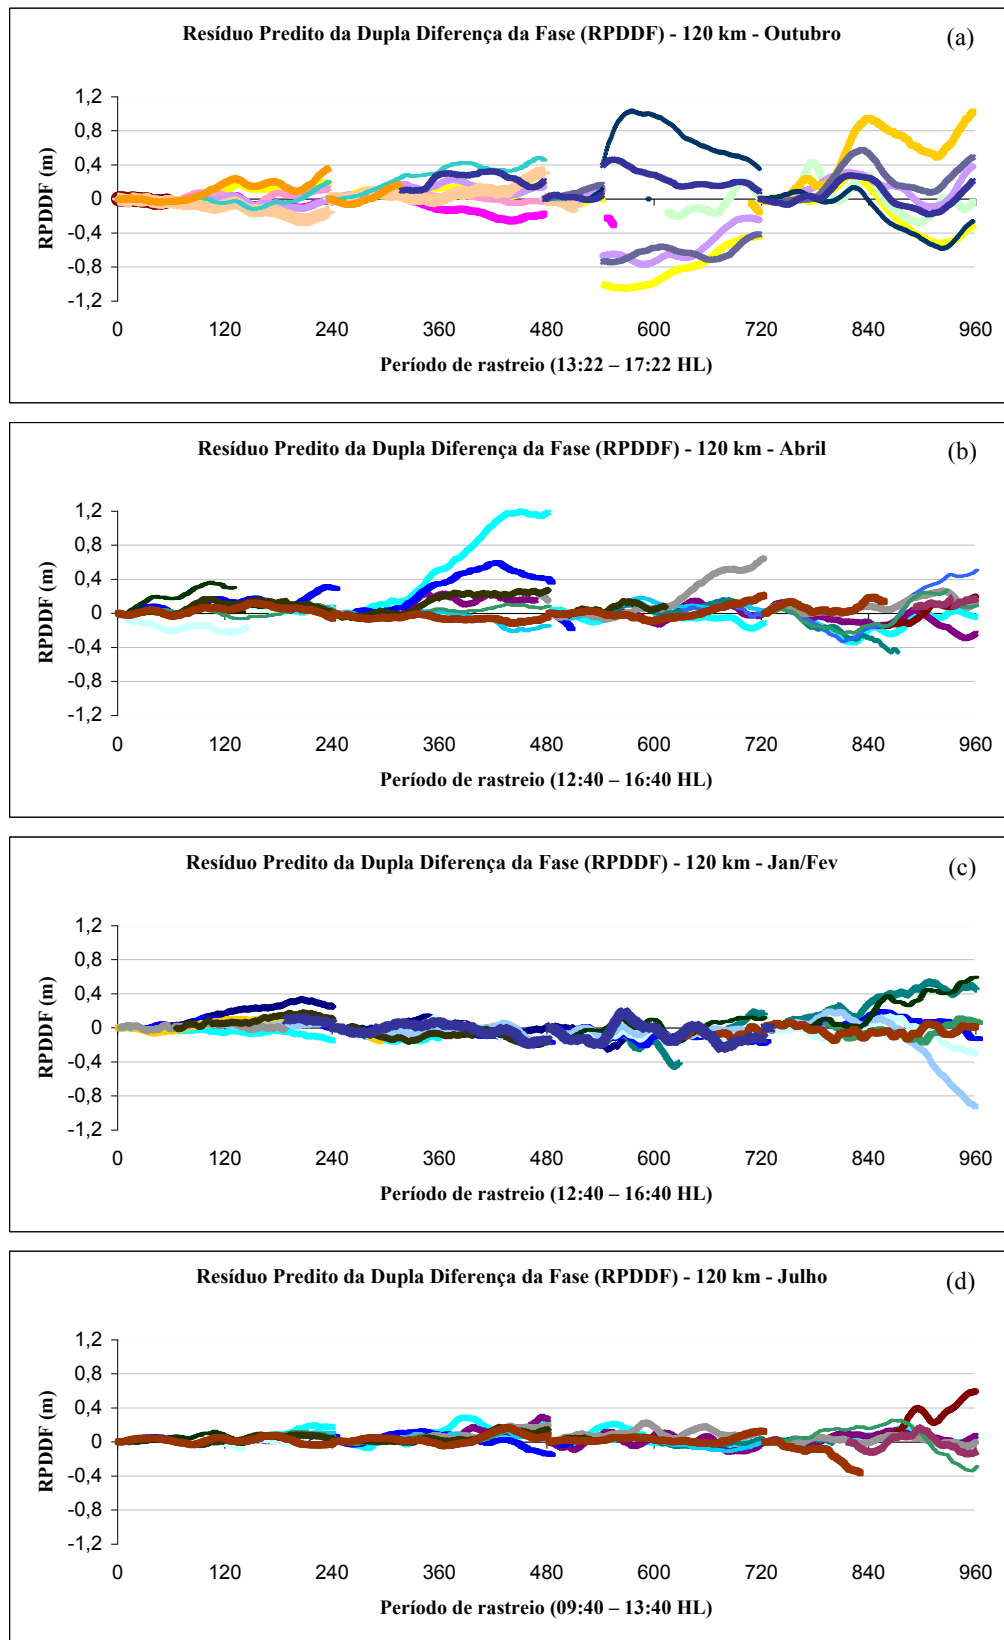 Resíduo Predito da Dupla Diferença da Fase (RPDDF) - 120 km - Outubro
(a)
RPDDF (m)
1,2
0,8
0,4
0
-0,4
-0,8
-1,2
0 120 240 360 480 600 720 840 960
Período de rastreio (13:22 – 17:22 HL)
Resíduo Predito da Dupla Diferença da Fase (RPDDF) - 120 km - Abril
(b)
RPDDF (m)
1,2
0,8
0,4
0
-0,4
-0,8
-1,2
0 120 240 360 480 600 720 840 960
Período de rastreio (12:40 – 16:40 HL)
Resíduo Predito da Dupla Diferença da Fase (RPDDF) - 120 km - Jan/Fev
(c)
RPDDF (m)
1,2
0,8
0,4
0
-0,4
-0,8
-1,2
0 120 240 360 480 600 720 840 960
Período de rastreio (12:40 – 16:40 HL)
Resíduo Predito da Dupla Diferença da Fase (RPDDF) - 120 km - Julho
(d)
RPDDF (m)
1,2
0,8
0,4
0
-0,4
-0,8
-1,2
0 120 240 360 480 600 720 840 960
Período de rastreio (09:40 – 13:40 HL)